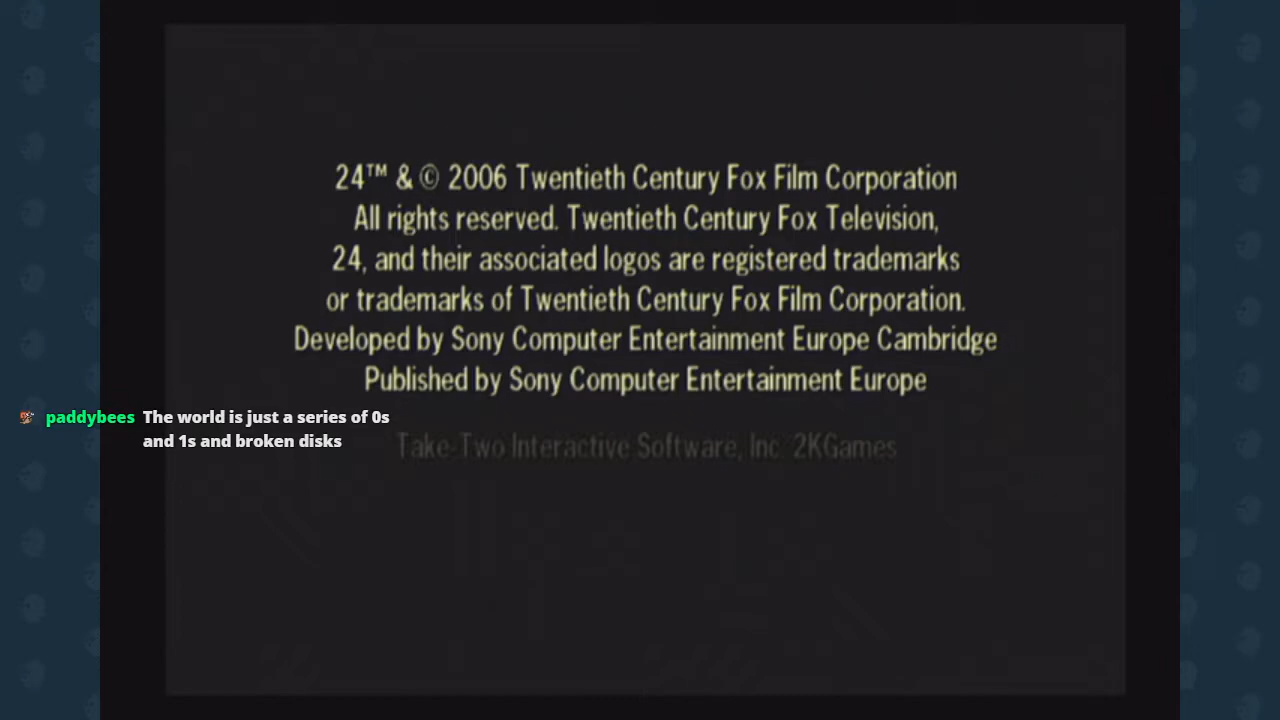 24™ & © 2006 Twentieth Century Fox Film Corporation
All rights reserved. Twentieth Century Fox Television,
24, and their associated logos are registered trademarks
or trademarks of Twentieth Century Fox Film Corporation.
Developed by Sony Computer Entertainment Europe Cambridge
Published by Sony Computer Entertainment Europe
paddybees The world is just a series of 0s
and 1s and broken disks
Take-Two Interactive Software, Inc 2KGames